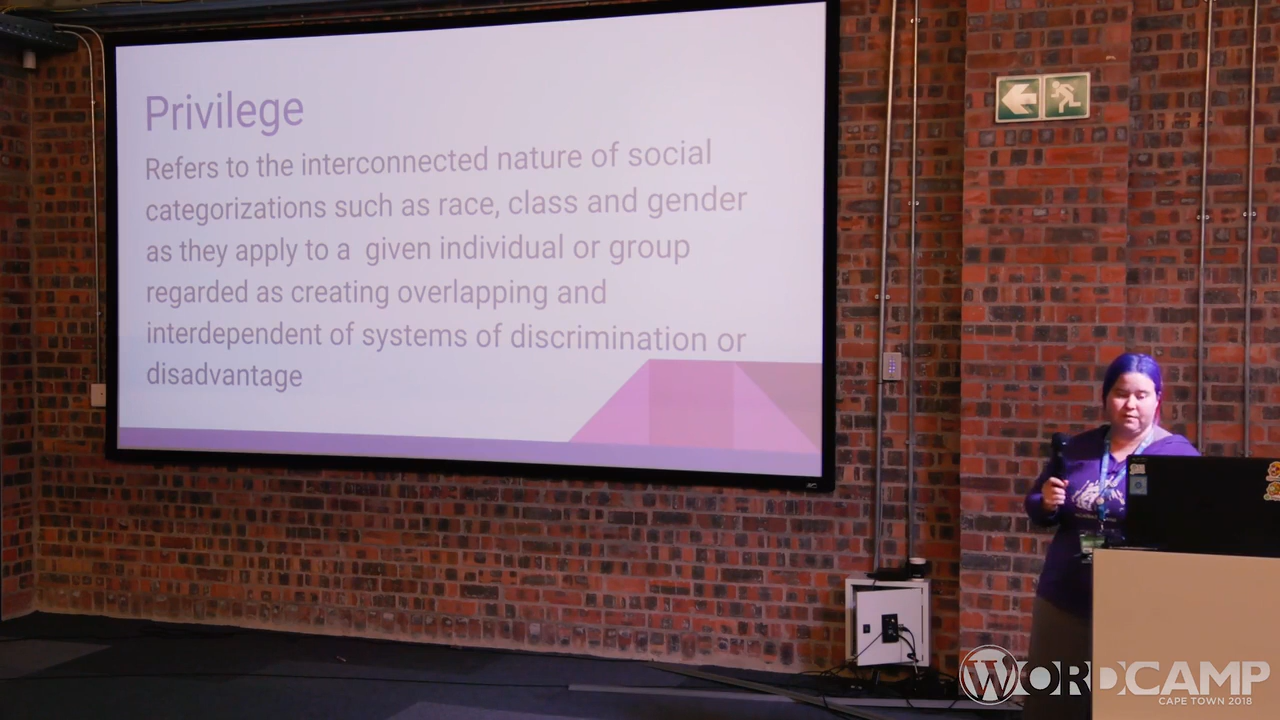 Privilege
Refers to the interconnected nature of social
categorizations such as race, class and gender
as they apply to a  given individual or group
regarded as creating overlapping and
interdependent of systems of discrimination or
disadvantage
WORDCAMP
CAPE TOWN 2018